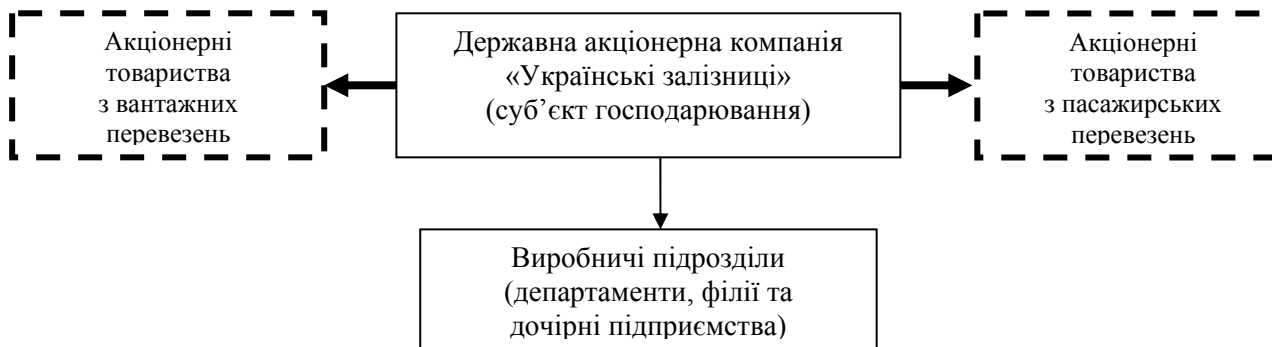 Акціонерні
товариства
з вантажних
перевезень
Державна акціонерна компанія
«Українські залізниці»
(суб’єкт господарювання)
Акціонерні
товариства
з пасажирських
перевезень
Виробничі підрозділи
(департаменти, філії та
дочірні підприємства)